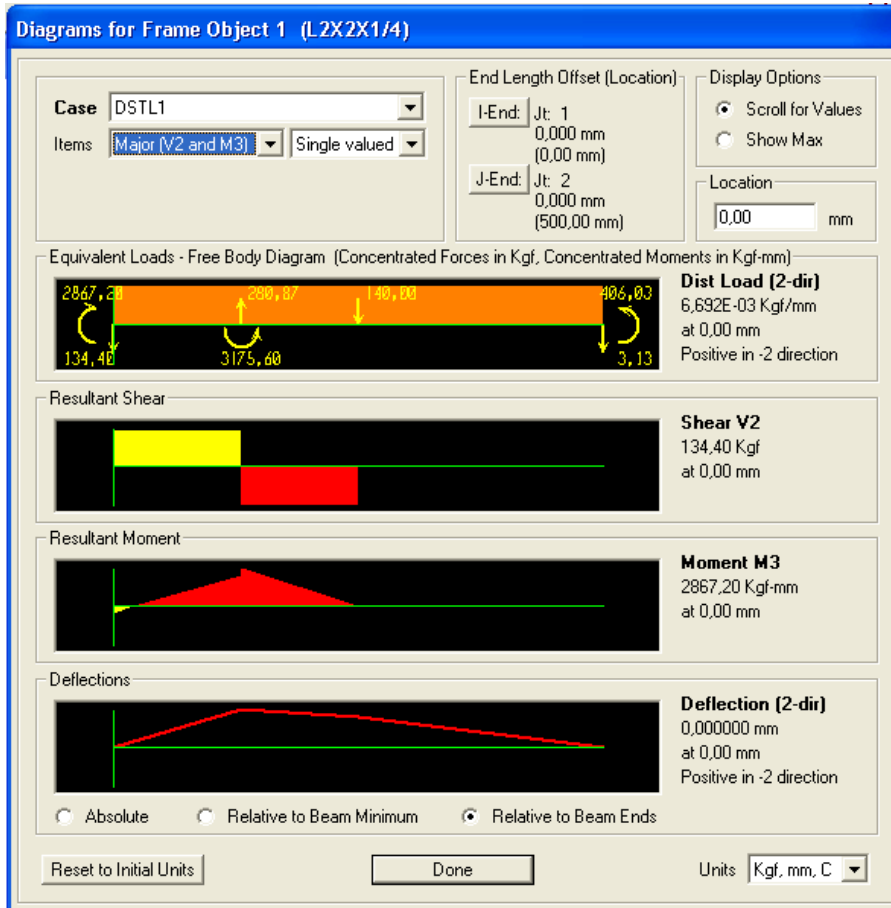 Diagrams for Frame Object 1 (L2X2X1/4)
Case DSTL1
Items Major (V2 and M3) Single valued
End Length Offset (Location)
I-End: Jt: 1
0,000 mm
(0,00 mm)
J-End: Jt: 2
0,000 mm
(500,00 mm)
Display Options
Scroll for Values
Show Max
Location
0,00 mm
Equivalent Loads - Free Body Diagram (Concentrated Forces in Kgf, Concentrated Moments in Kgf-mm)
2867,20 280,87 140,00 406,03
134,40 3175,60 3,13
Dist Load (2-dir)
6,692E-03 Kgf/mm
at 0,00 mm
Positive in -2 direction
Resultant Shear
Shear V2
134,40 Kgf
at 0,00 mm
Resultant Moment
Moment M3
2867,20 Kgf-mm
at 0,00 mm
Deflections
Deflection (2-dir)
0,000000 mm
at 0,00 mm
Positive in -2 direction
Absolute Relative to Beam Minimum Relative to Beam Ends
Reset to Initial Units Done Units Kgf, mm, C